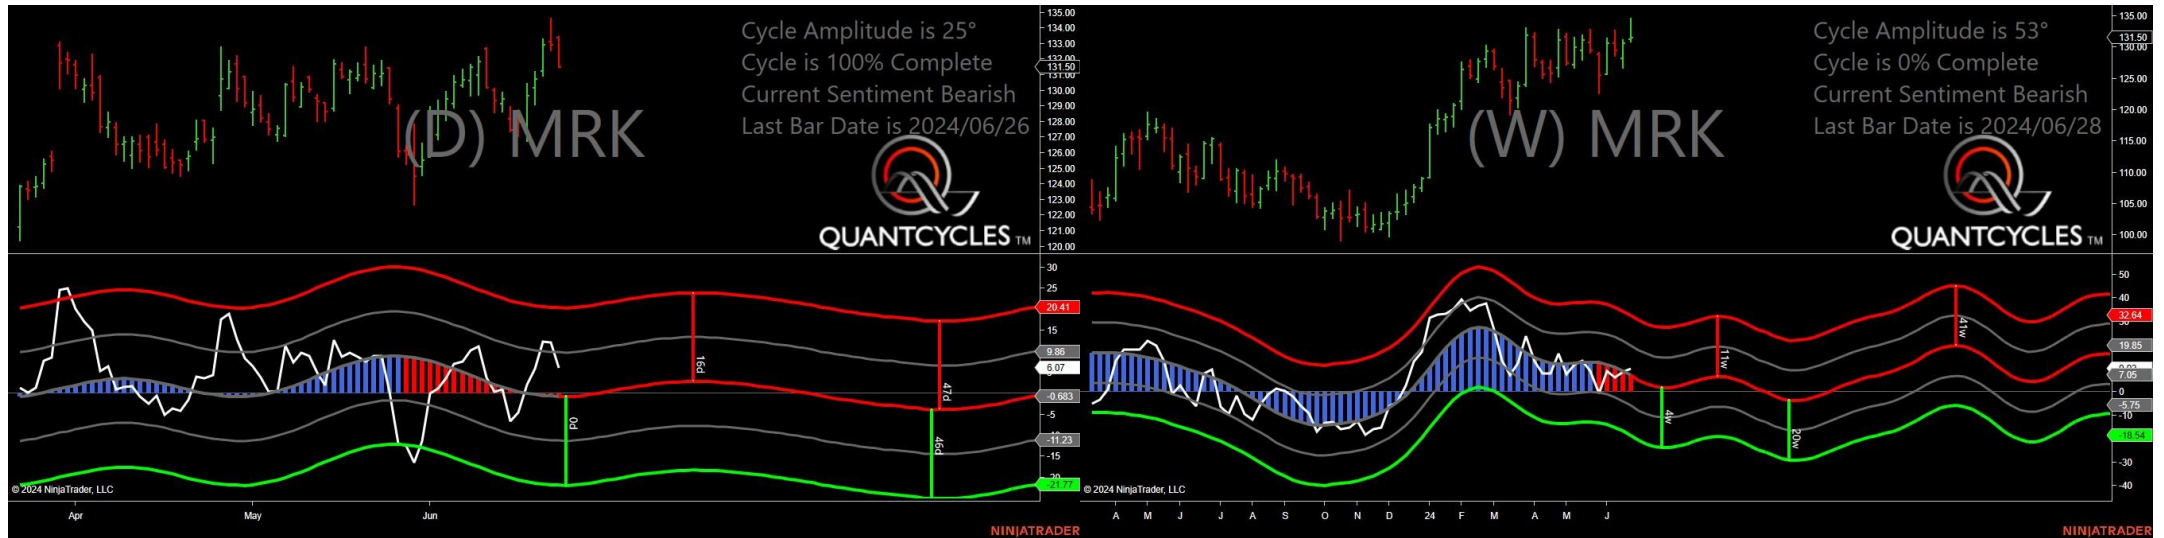 Cycle Amplitude is 25°
Cycle is 100% Complete
Current Sentiment Bearish
Last Bar Date is 2024/06/26
(D) MRK
QUANTCYCLES TM
135.00
134.00
133.00
131.50
131.00
130.00
129.00
128.00
127.00
126.00
125.00
124.00
123.00
122.00
121.00
120.00
30
25
20.41
15
9.86
6.07
-0.683
-5
-11.23
-15
-21.77
16d
0d
47d
46d
© 2024 NinjaTrader, LLC
Apr May Jun
NINJATRADER
Cycle Amplitude is 53°
Cycle is 0% Complete
Current Sentiment Bearish
Last Bar Date is 2024/06/28
(W) MRK
QUANTCYCLES TM
135.00
131.50
130.00
125.00
120.00
115.00
110.00
105.00
100.00
50
40
32.64
19.85
7.05
0
-5.75
-10
-18.54
-30
-40
11w
4w
20w
41w
© 2024 NinjaTrader, LLC
A M J J A S O N D 24 F M A M J
NINJATRADER